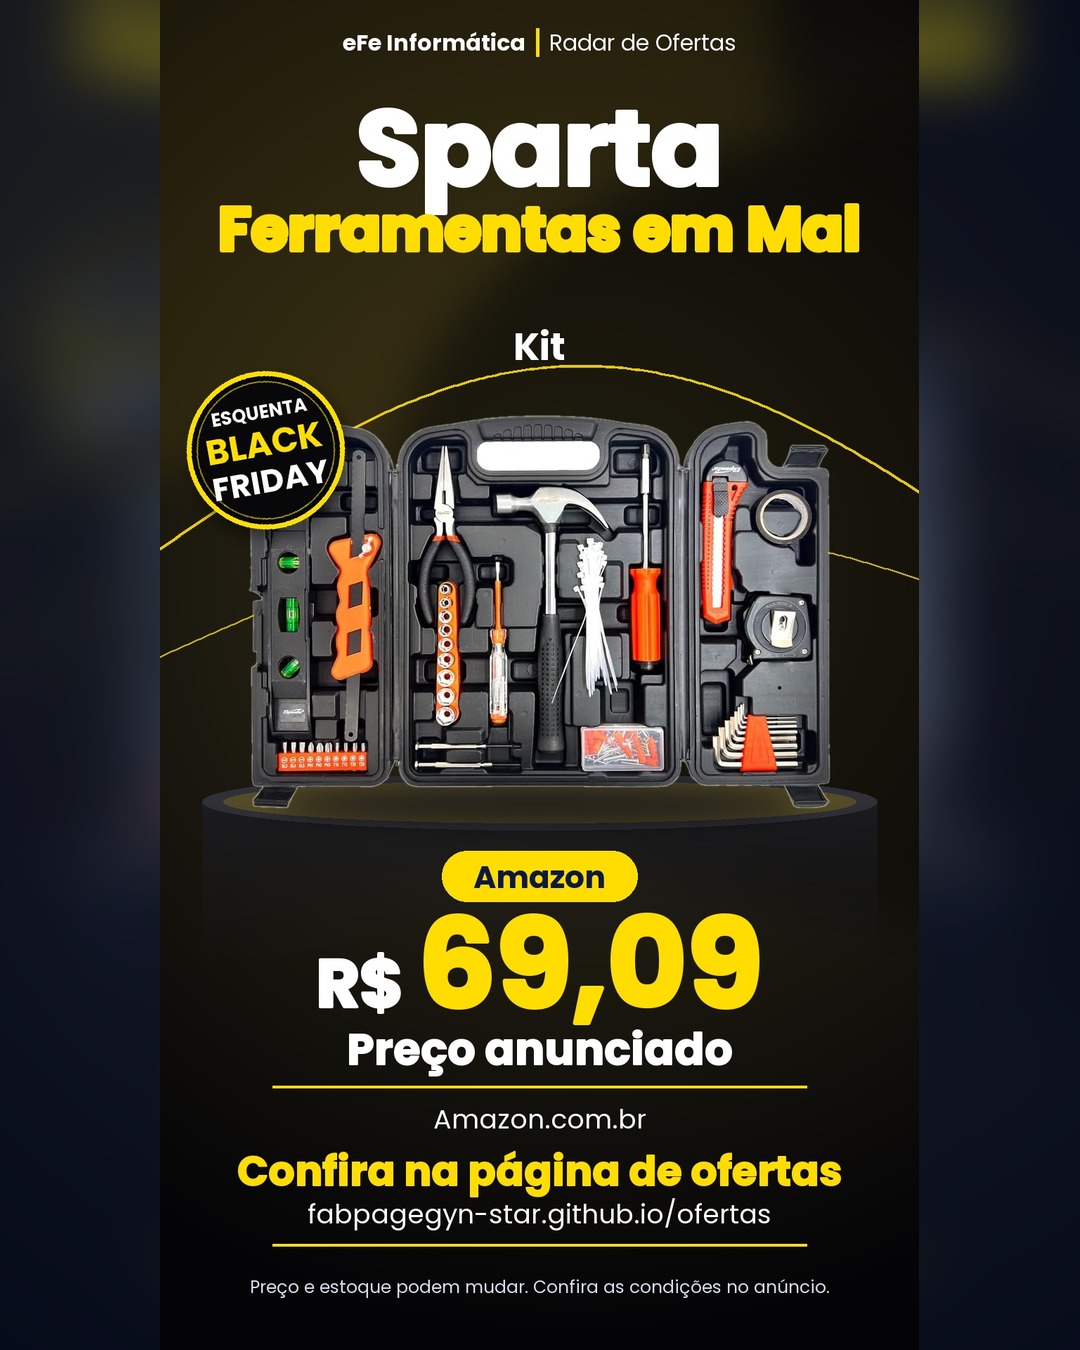 eFe Informática | Radar de Ofertas
Sparta
Ferramentas em Mal
Kit
ESQUENTA
BLACK
FRIDAY
Amazon
R$ 69,09
Preço anunciado
Amazon.com.br
Confira na página de ofertas
fabpagegyn-star.github.io/ofertas
Preço e estoque podem mudar. Confira as condições no anúncio.